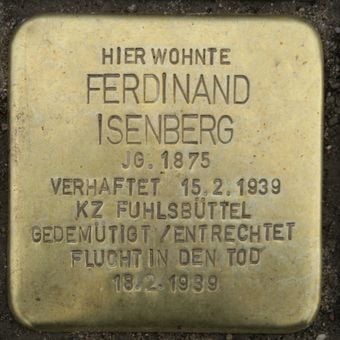 HIER WOHNTE
FERDINAND
ISENBERG
JG. 1875
VERHAFTET 15.2.1939
KZ FUHLSBÜTTEL
GEDEMÜTIGT / ENTRECHTET
FLUCHT IN DEN TOD
18.2.1939